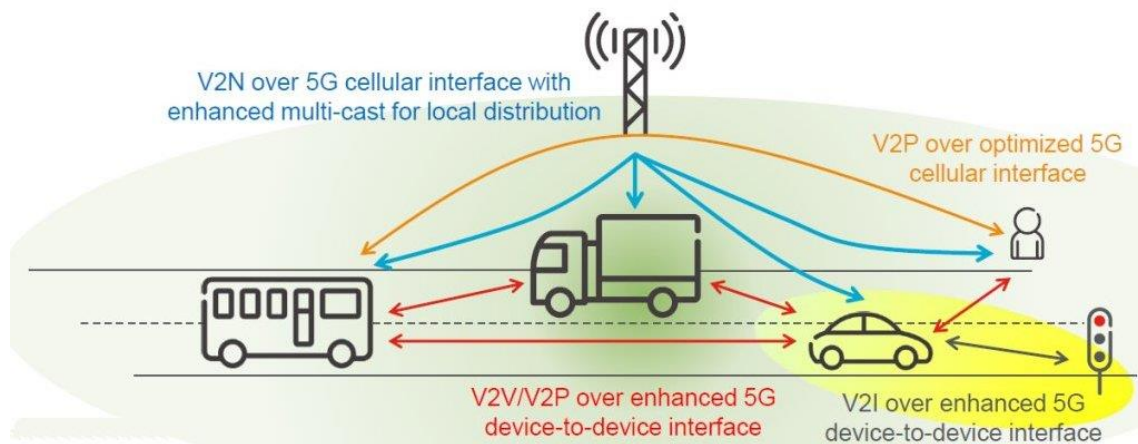 V2N over 5G cellular interface with
enhanced multi-cast for local distribution
V2P over optimized 5G
cellular interface
V2V/V2P over enhanced 5G
device-to-device interface
V2I over enhanced 5G
device-to-device interface